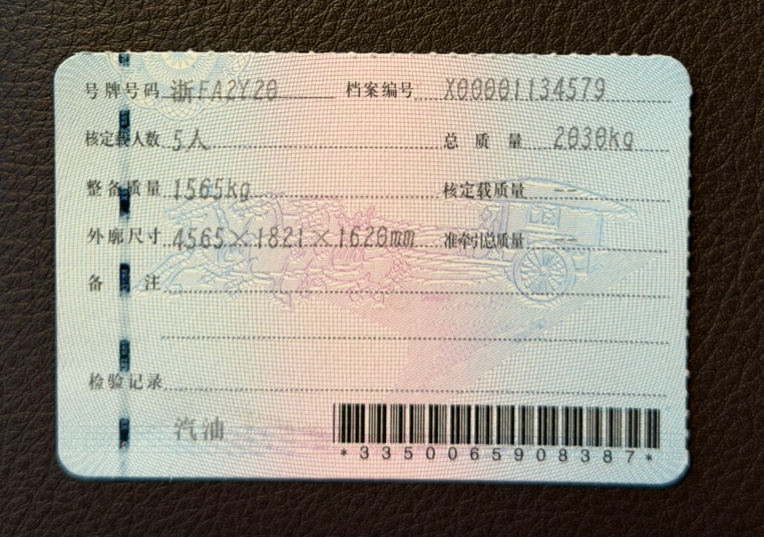 号牌号码 浙FA2Y20 档案编号 X00001134579
核定载人数 5人 总质量 2030kg
整备质量 1565kg 核定载质量 --
外廓尺寸 4565×1821×1620mm 准牵引总质量 --
备注
检验记录
汽油
*3350065908387*